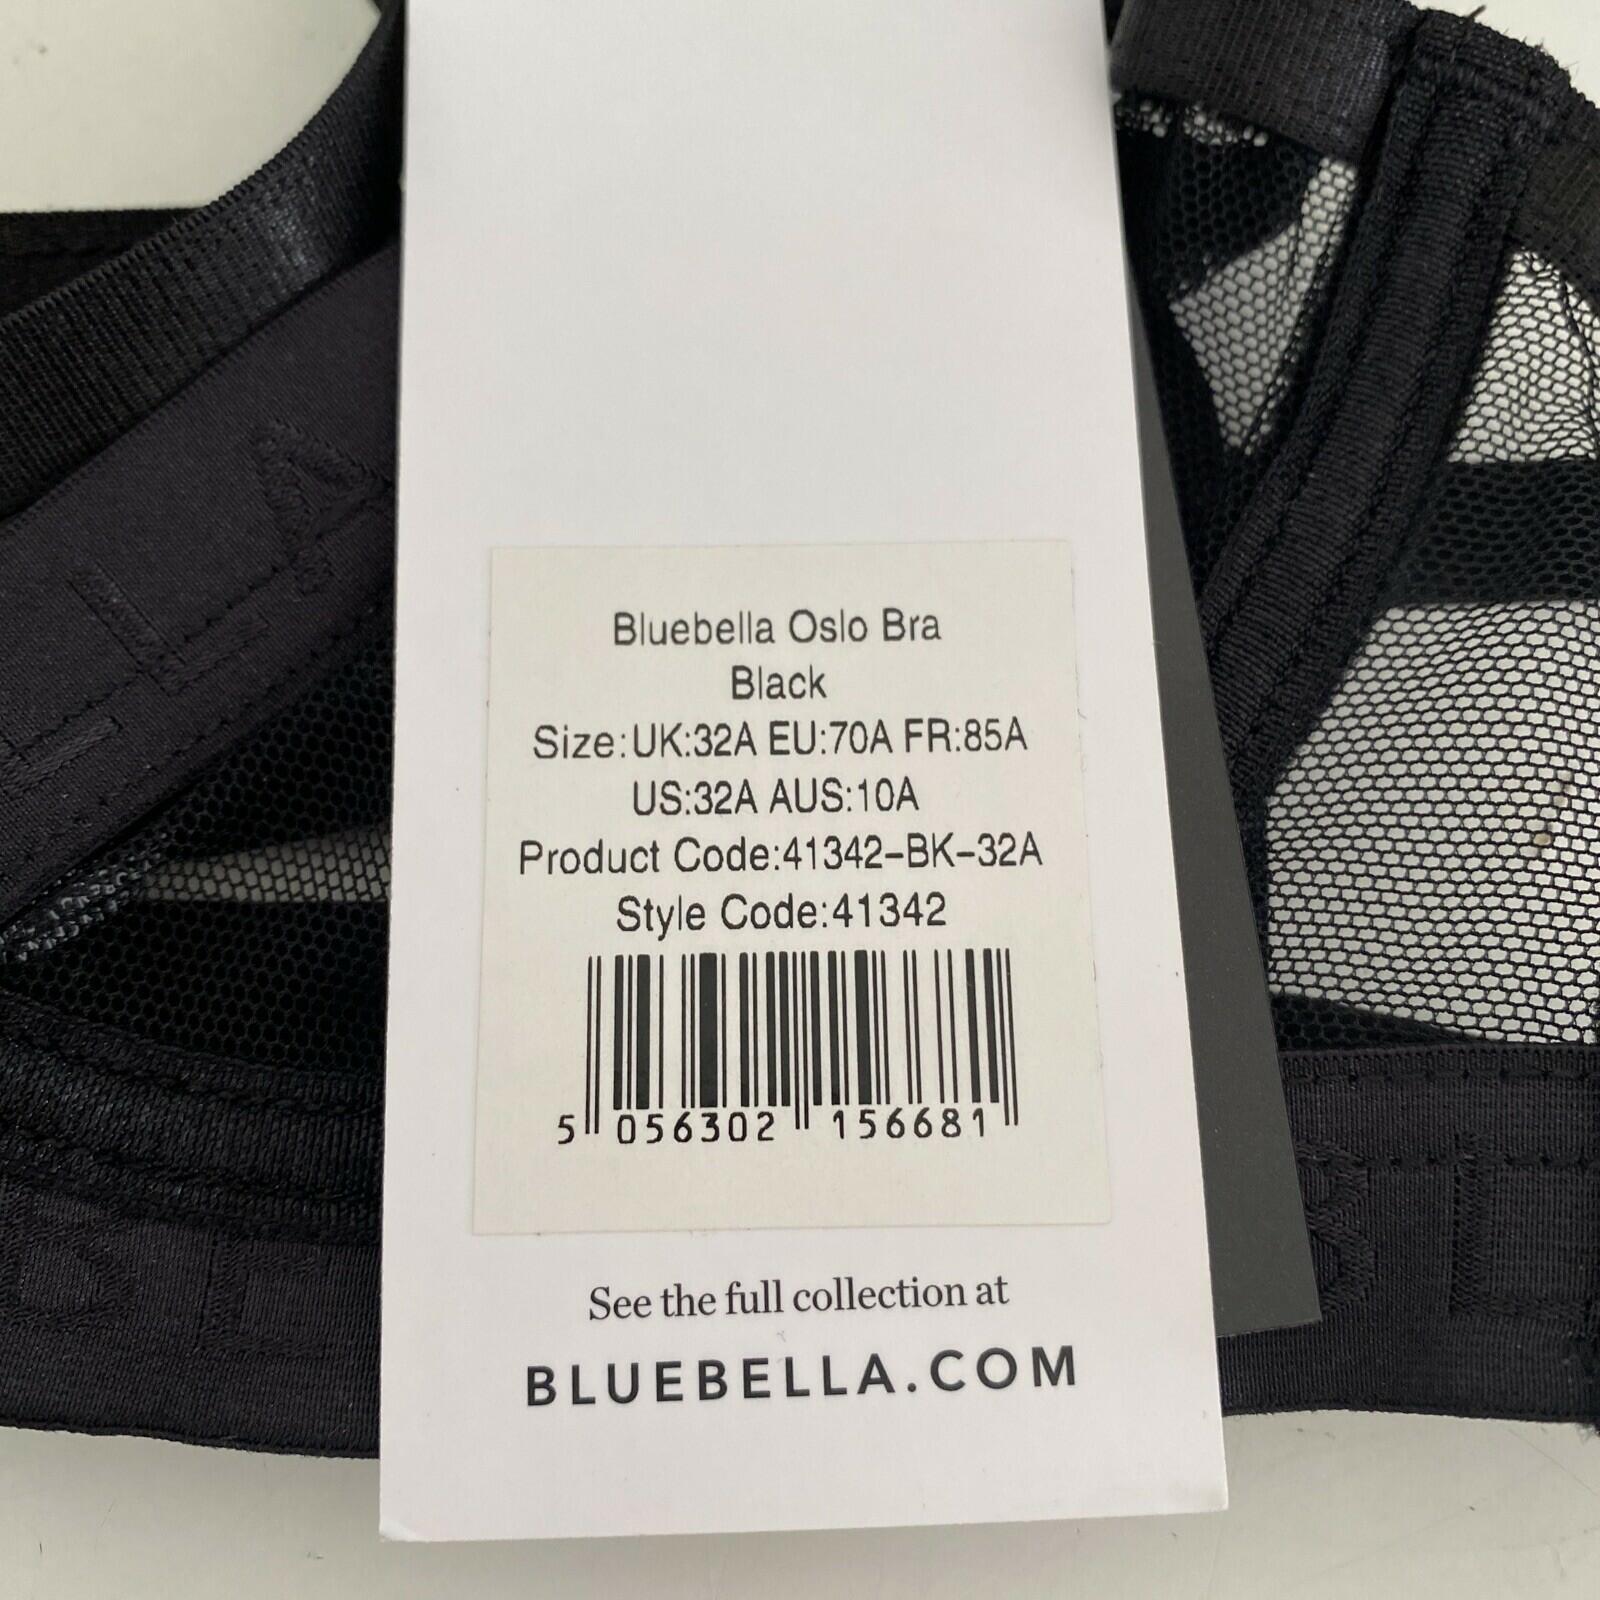 Bluebella Oslo Bra
Black
Size:UK:32A EU:70A FR:85A
US:32A AUS:10A
Product Code:41342-BK-32A
Style Code:41342
5 056302 156681
See the full collection at
BLUEBELLA.COM